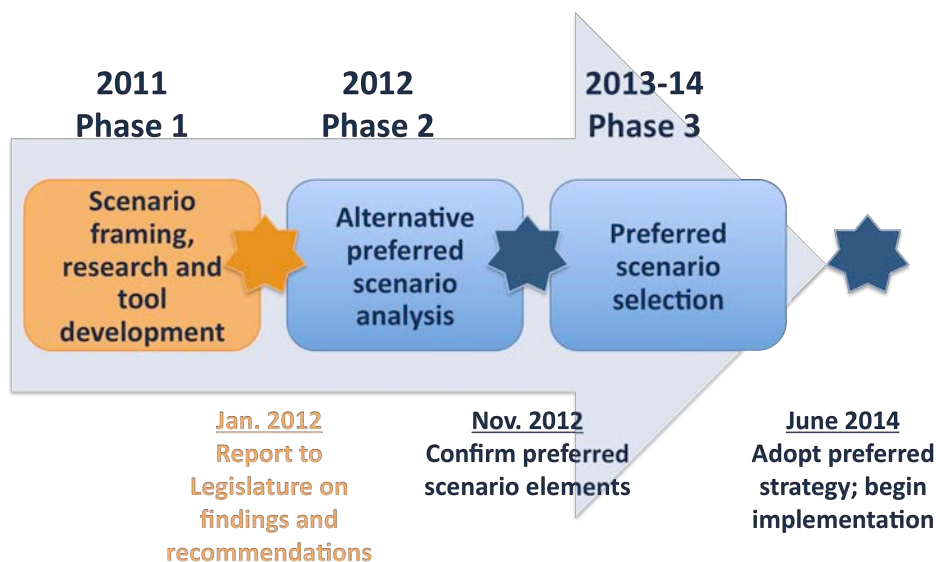 2011
Phase 1
2012
Phase 2
2013-14
Phase 3
Scenario
framing,
research and
tool
development
Alternative
preferred
scenario
analysis
Preferred
scenario
selection
Jan. 2012
Report to
Legislature on
findings and
recommendations
Nov. 2012
Confirm preferred
scenario elements
June 2014
Adopt preferred
strategy; begin
implementation